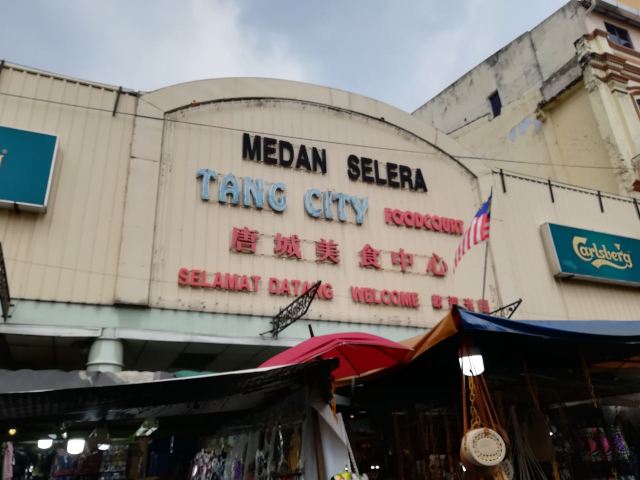 MEDAN SELERA
TANG CITY FOODCOURT
唐城美食中心
SELAMAT DATANG WELCOME
Carlsberg